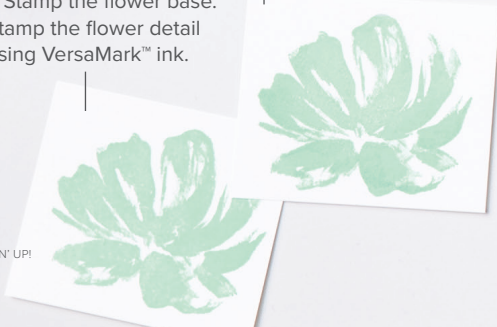 Stamp the flower base.
tamp the flower detail
sing VersaMark™ ink.
N' UP!